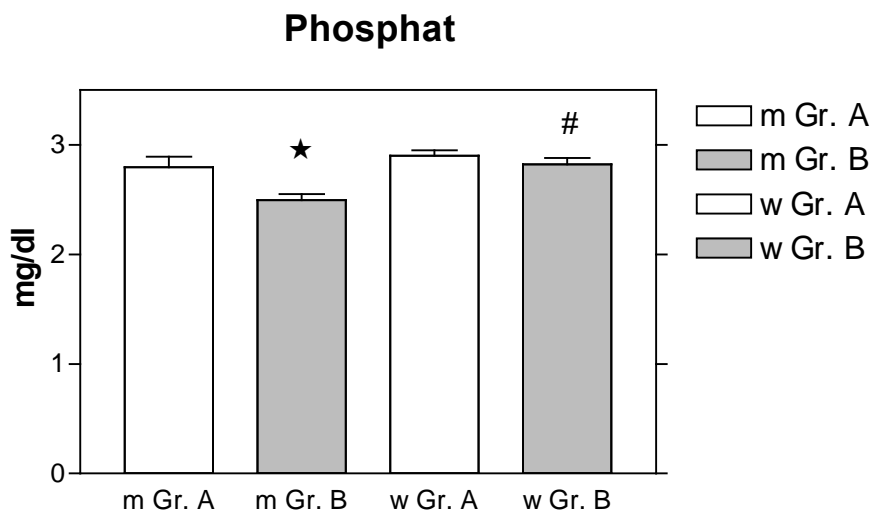 Phosphat
mg/dl
3
2
1
0
★
#
m Gr. A
m Gr. B
w Gr. A
w Gr. B
m Gr. A
m Gr. B
w Gr. A
w Gr. B